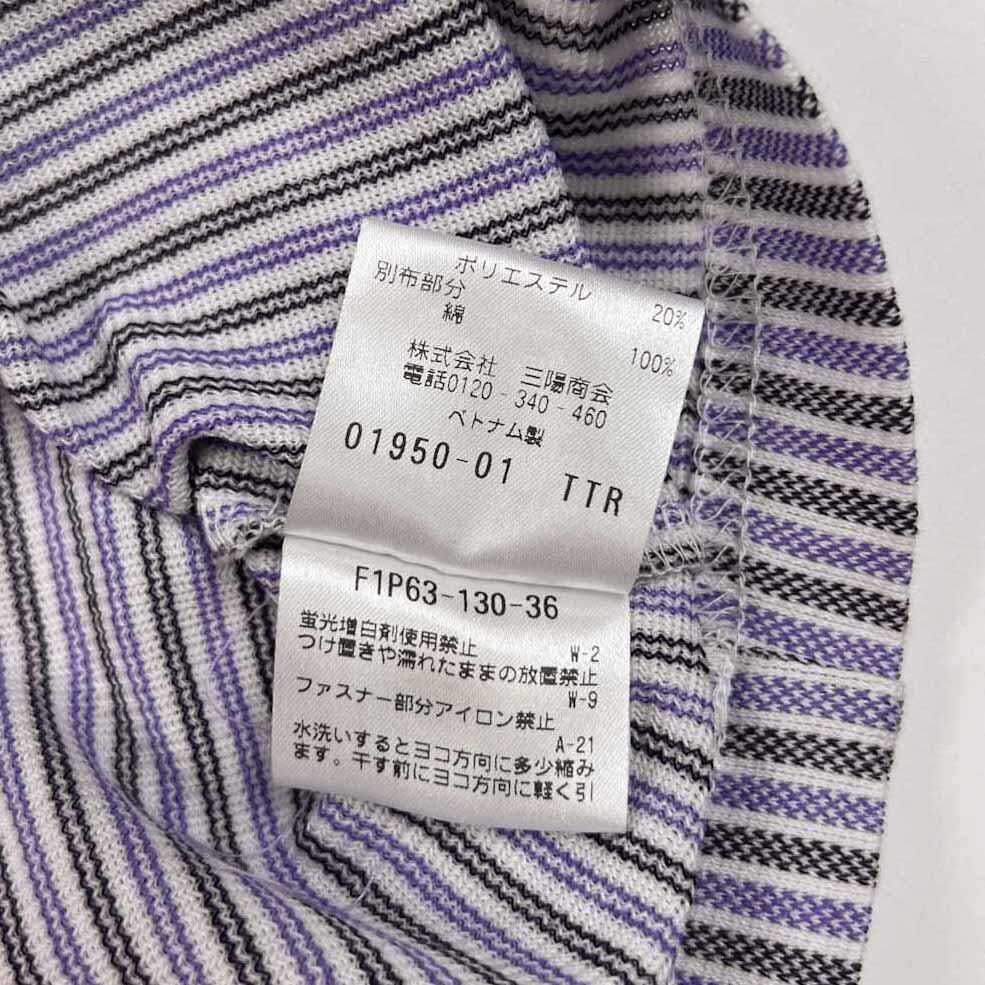 ポリエステル 20%
別布部分
綿 100%
株式会社 三陽商会
電話0120-340-460
ベトナム製
01950-01 TTR
F1P63-130-36
蛍光増白剤使用禁止 W-2
つけ置きや濡れたままの放置禁止
W-9
ファスナー部分アイロン禁止
A-21
水洗いするとヨコ方向に多少縮み
ます。干す前にヨコ方向に軽く引